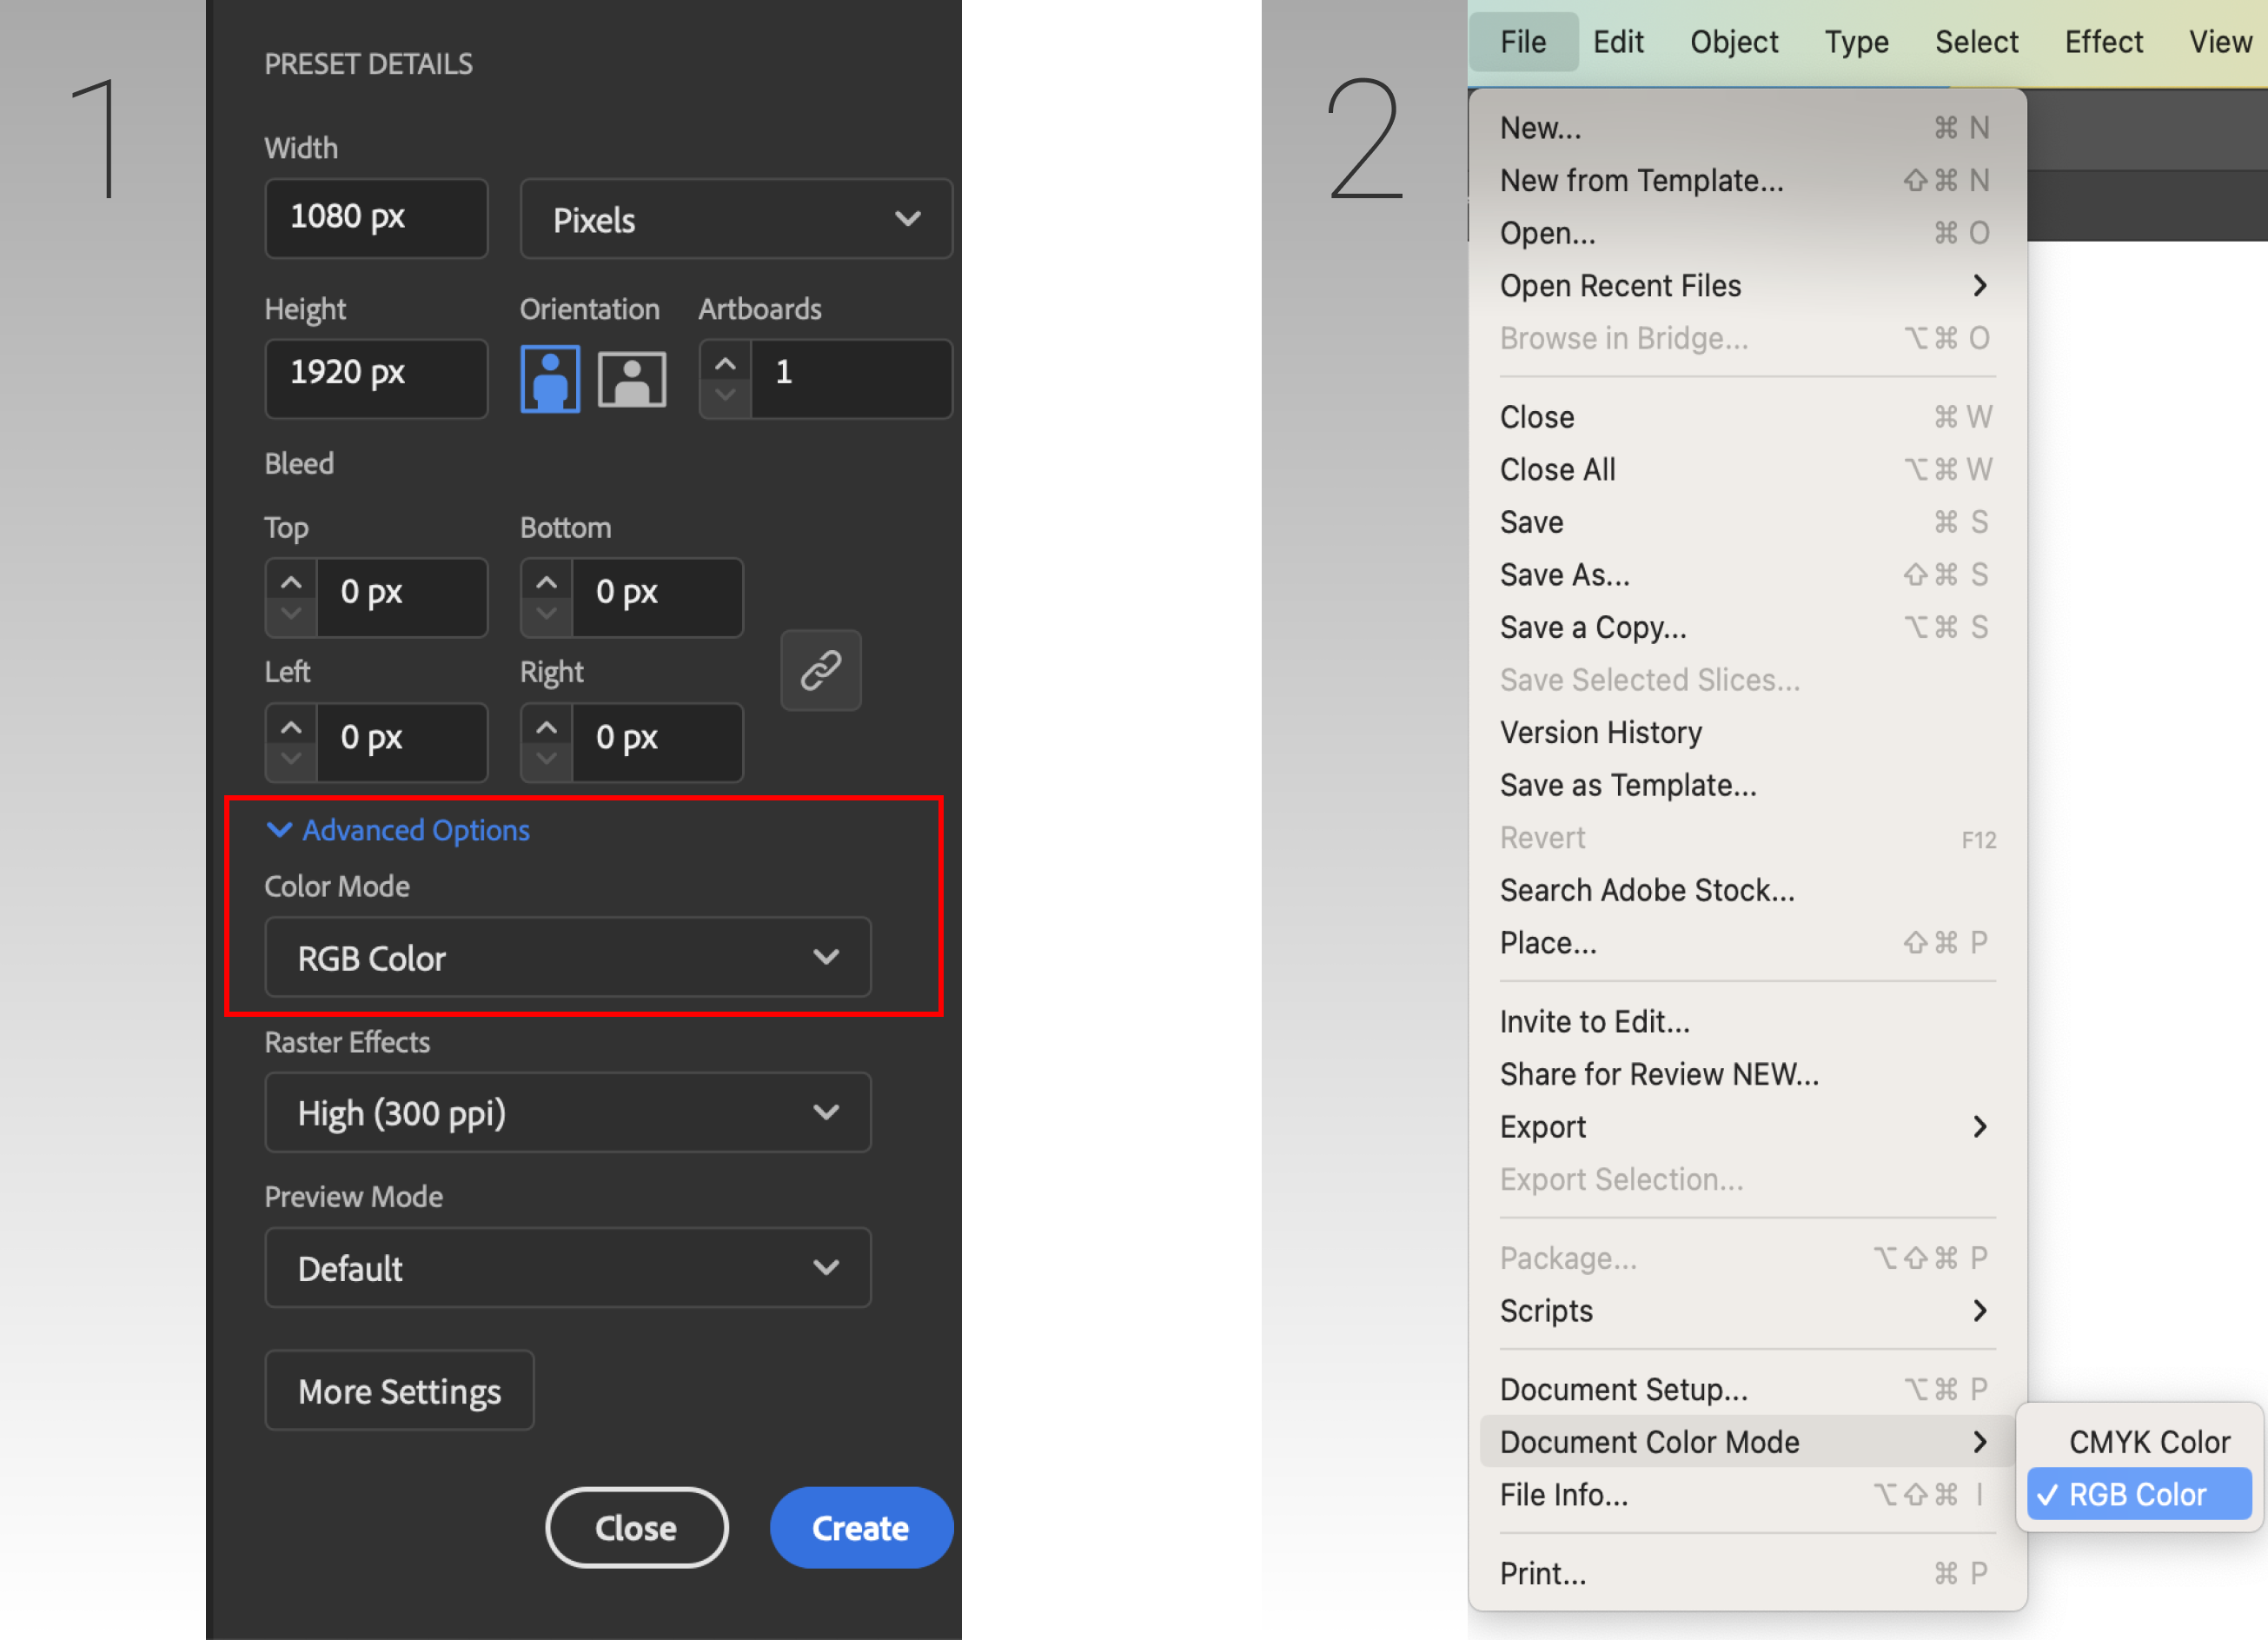 1
PRESET DETAILS
Width
1080 px
Pixels
Height
Orientation
Artboards
1920 px
1
Bleed
Top
Bottom
0 px
0 px
Left
Right
0 px
0 px
Advanced Options
Color Mode
RGB Color
Raster Effects
High (300 ppi)
Preview Mode
Default
More Settings
Close
Create
2
File Edit Object Type Select Effect View
New... ⌘ N
New from Template... ⇧⌘ N
Open... ⌘ O
Open Recent Files
Browse in Bridge... ⌥⌘ O
Close ⌘ W
Close All ⌥⌘ W
Save ⌘ S
Save As... ⇧⌘ S
Save a Copy... ⌥⌘ S
Save Selected Slices...
Version History
Save as Template...
Revert F12
Search Adobe Stock...
Place... ⇧⌘ P
Invite to Edit...
Share for Review NEW...
Export
Export Selection...
Package... ⌥⇧⌘ P
Scripts
Document Setup... ⌥⌘ P
Document Color Mode
CMYK Color
RGB Color
File Info... ⌥⇧⌘ I
Print... ⌘ P